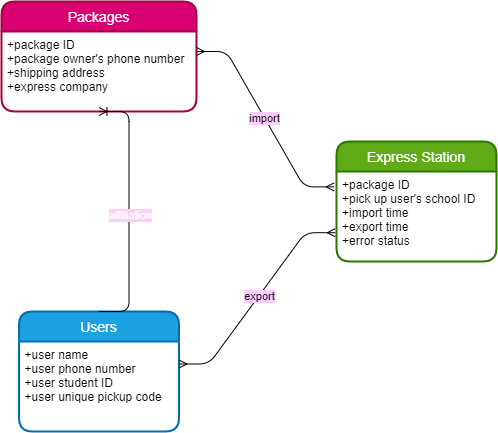 Packages
+package ID
+package owner's phone number
+shipping address
+express company
import
Express Station
+package ID
+pick up user's school ID
+import time
+export time
+error status
affiliation
export
Users
+user name
+user phone number
+user student ID
+user unique pickup code